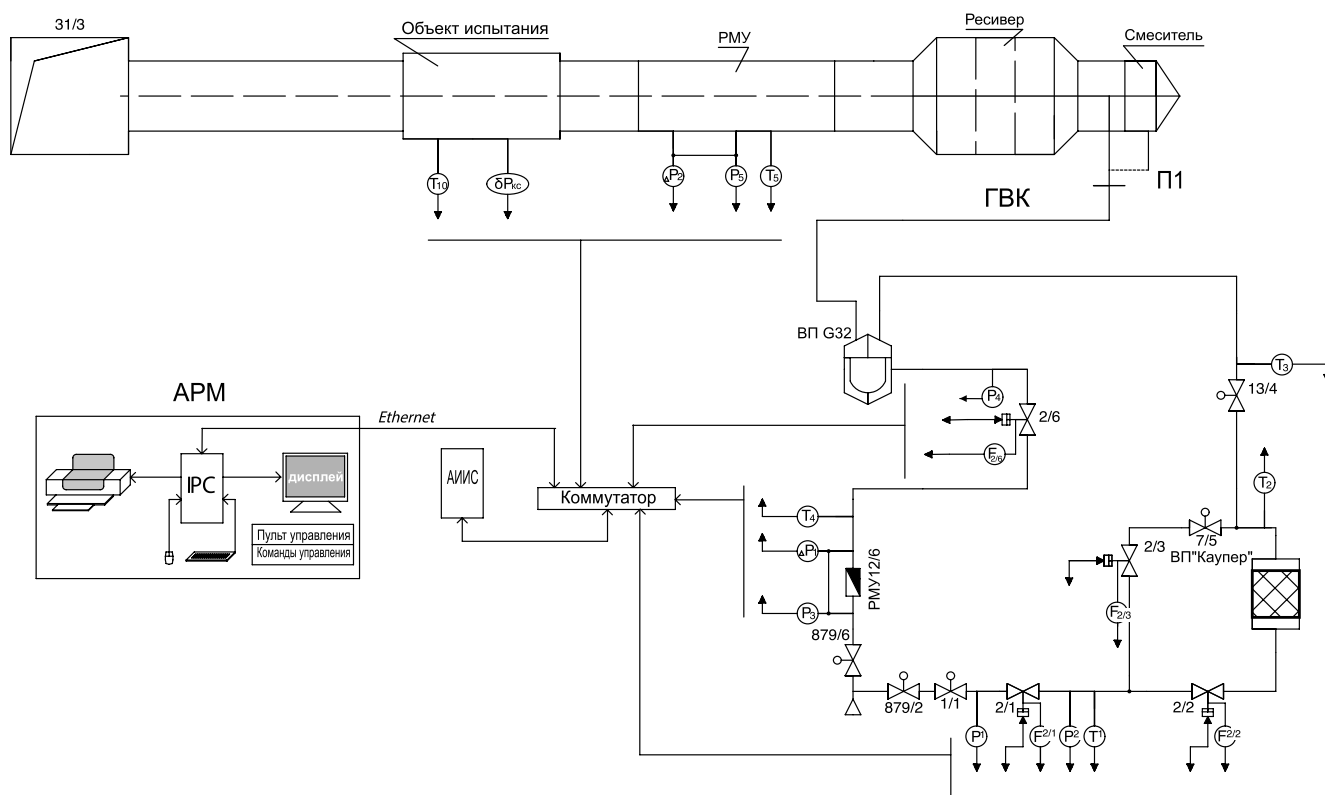 31/3
Объект испытания
РМУ
Ресивер
Смеситель
T10
δPкс
ΔP2
P5
T5
ГВК
П1
ВП G32
T3
13/4
P4
2/6
F2/6
АРМ
Ethernet
IPC
дисплей
Пульт управления
Команды управления
АИИС
Коммутатор
T4
ΔP1
P3
РМУ12/6
879/6
T2
7/5
2/3
ВП"Каупер"
F2/3
879/2
1/1
2/1
2/2
P1
F2/1
P2
T1
F2/2